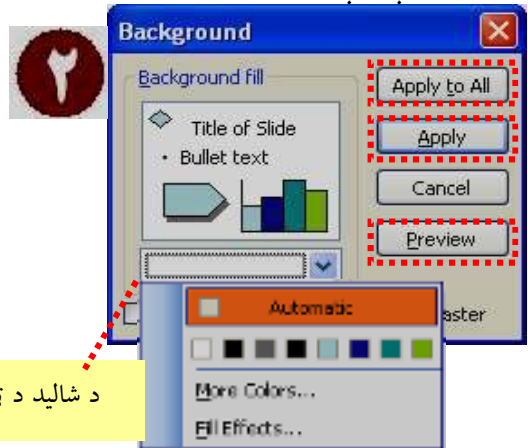 Background
۲
Background fill
Apply to All
Title of Slide
• Bullet text
Apply
Cancel
Preview
Automatic
aster
More Colors...
Fill Effects...
د شالید د